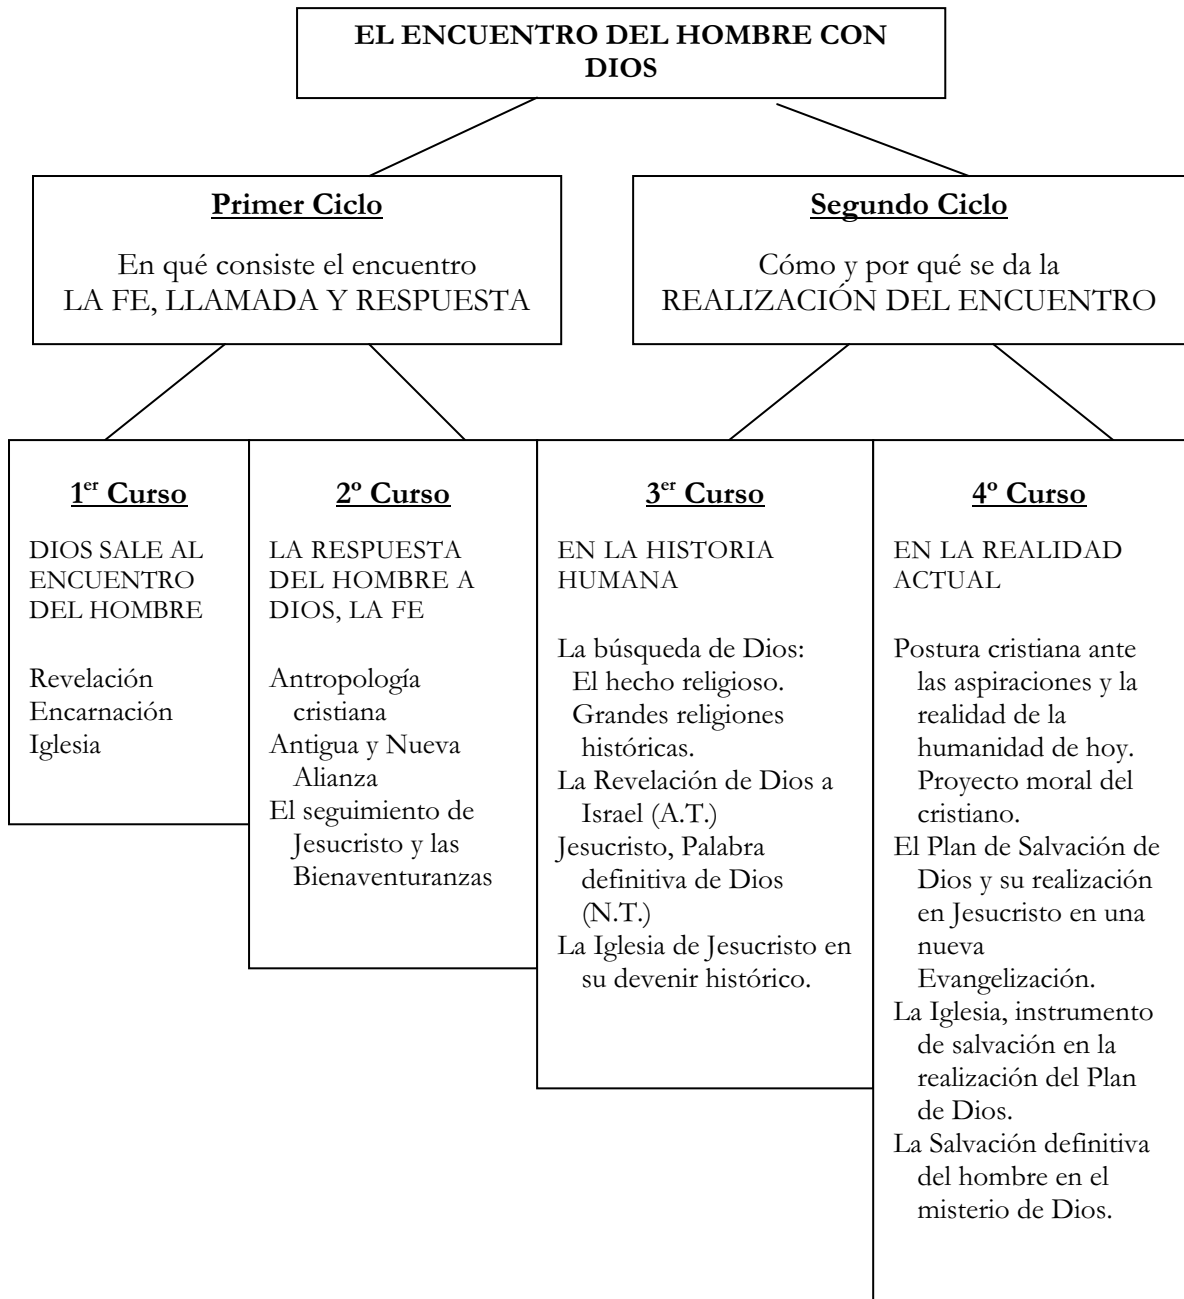 EL ENCUENTRO DEL HOMBRE CON
DIOS
Primer Ciclo
En qué consiste el encuentro
LA FE, LLAMADA Y RESPUESTA
Segundo Ciclo
Cómo y por qué se da la
REALIZACIÓN DEL ENCUENTRO
1er Curso
DIOS SALE AL
ENCUENTRO
DEL HOMBRE
Revelación
Encarnación
Iglesia
2º Curso
LA RESPUESTA
DEL HOMBRE A
DIOS, LA FE
Antropología
cristiana
Antigua y Nueva
Alianza
El seguimiento de
Jesucristo y las
Bienaventuranzas
3er Curso
EN LA HISTORIA
HUMANA
La búsqueda de Dios:
El hecho religioso.
Grandes religiones
históricas.
La Revelación de Dios a
Israel (A.T.)
Jesucristo, Palabra
definitiva de Dios
(N.T.)
La Iglesia de Jesucristo en
su devenir histórico.
4º Curso
EN LA REALIDAD
ACTUAL
Postura cristiana ante
las aspiraciones y la
realidad de la
humanidad de hoy.
Proyecto moral del
cristiano.
El Plan de Salvación de
Dios y su realización
en Jesucristo en una
nueva
Evangelización.
La Iglesia, instrumento
de salvación en la
realización del Plan
de Dios.
La Salvación definitiva
del hombre en el
misterio de Dios.